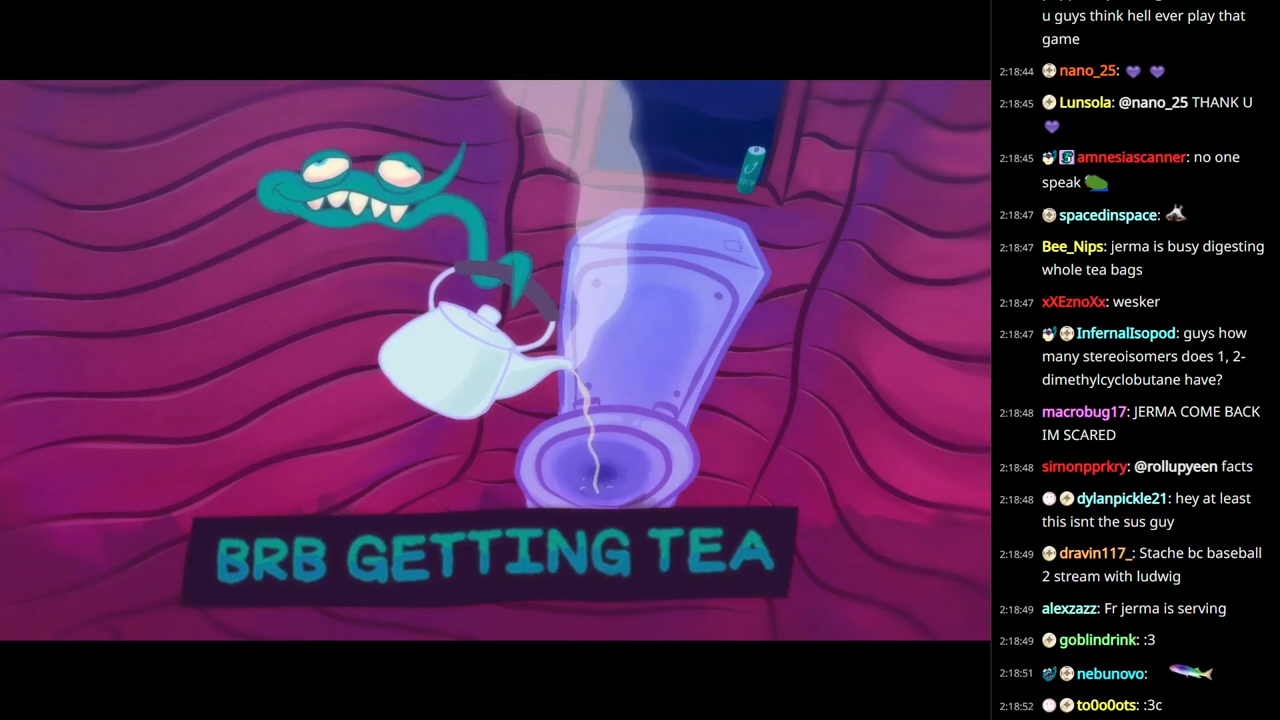 u guys think hell ever play that
game
2:18:44 nano_25:
2:18:45 Lunsola: @nano_25 THANK U
2:18:45 amnesiascanner: no one
speak
2:18:47 spacedinspace:
2:18:47 Bee_Nips: jerma is busy digesting
whole tea bags
2:18:47 xXEznoXx: wesker
2:18:47 InfernalIsopod: guys how
many stereoisomers does 1, 2-
dimethylcyclobutane have?
2:18:48 macrobug17: JERMA COME BACK
IM SCARED
2:18:48 simonpprkry: @rollupyeen facts
2:18:48 dylanpickle21: hey at least
this isnt the sus guy
2:18:49 dravin117_: Stache bc baseball
2 stream with ludwig
2:18:49 alexzazz: Fr jerma is serving
2:18:49 goblindrink: :3
2:18:51 nebunovo:
2:18:52 to0o0ots: :3c
BRB GETTING TEA